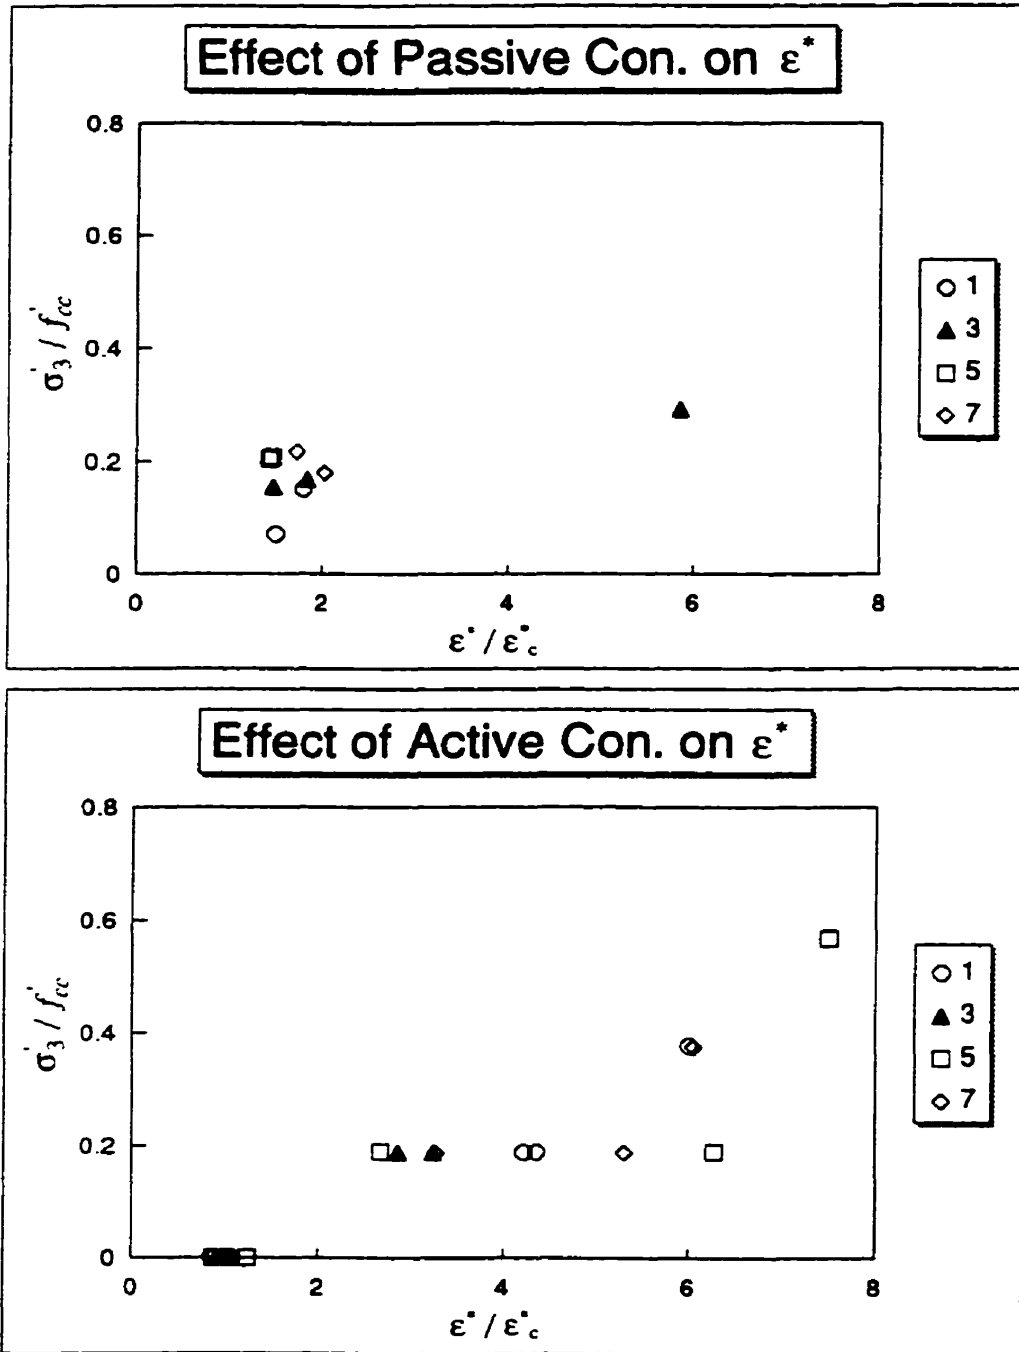 Effect of Passive Con. on ε*
0.8
0.6
0.4
0.2
0
σ'3 / f'cc
0 2 4 6 8
ε* / ε*c
1
3
5
7
Effect of Active Con. on ε*
0.8
0.6
0.4
0.2
0
σ'3 / f'cc
0 2 4 6 8
ε* / ε*c
1
3
5
7